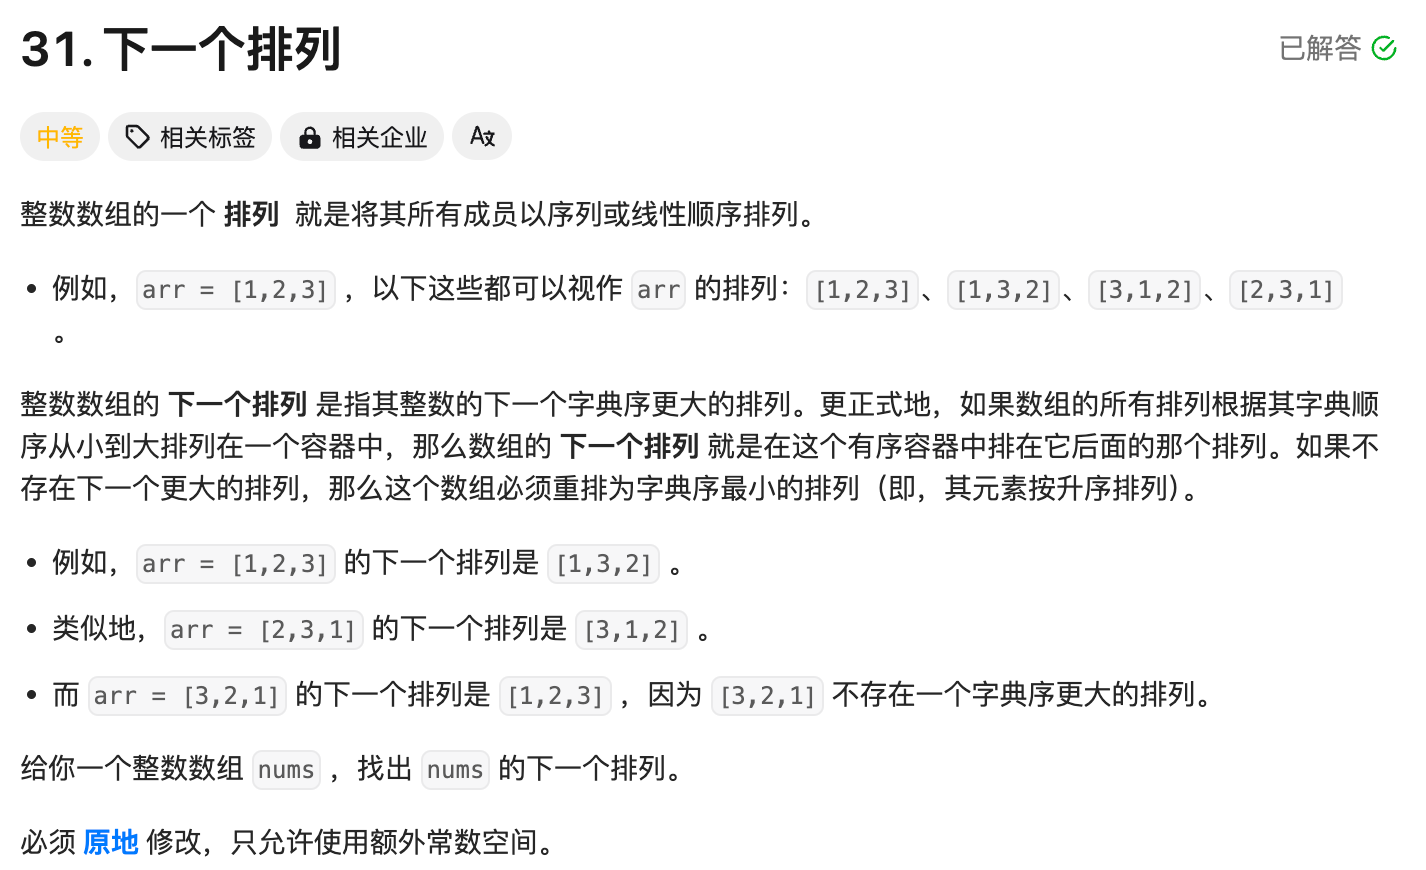 31. 下一个排列
已解答
中等
相关标签
相关企业
整数数组的一个 排列 就是将其所有成员以序列或线性顺序排列。
• 例如，arr = [1,2,3] ，以下这些都可以视作 arr 的排列：[1,2,3]、[1,3,2]、[3,1,2]、[2,3,1]
。
整数数组的 下一个排列 是指其整数的下一个字典序更大的排列。更正式地，如果数组的所有排列根据其字典顺
序从小到大排列在一个容器中，那么数组的 下一个排列 就是在这个有序容器中排在它后面的那个排列。如果不
存在下一个更大的排列，那么这个数组必须重排为字典序最小的排列（即，其元素按升序排列）。
• 例如，arr = [1,2,3] 的下一个排列是 [1,3,2] 。
• 类似地，arr = [2,3,1] 的下一个排列是 [3,1,2] 。
• 而 arr = [3,2,1] 的下一个排列是 [1,2,3] ，因为 [3,2,1] 不存在一个字典序更大的排列。
给你一个整数数组 nums ，找出 nums 的下一个排列。
必须 原地 修改，只允许使用额外常数空间。